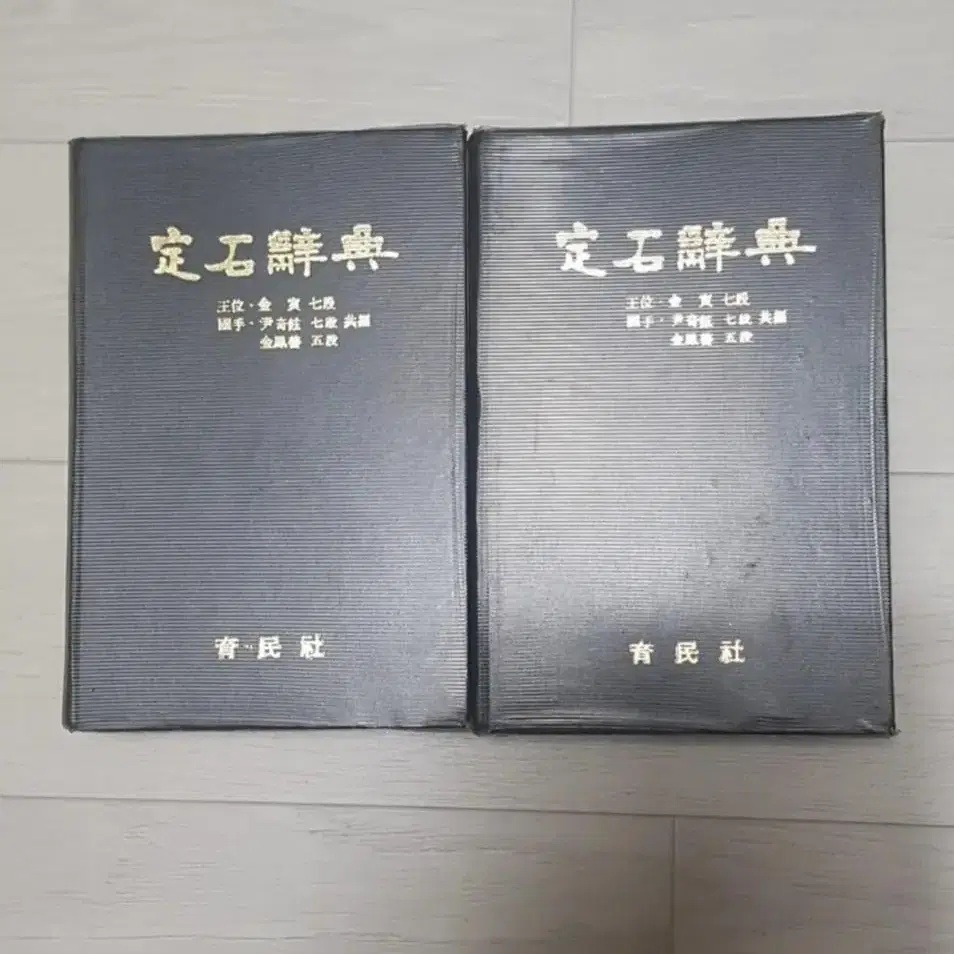 定石辭典
王位·金 寅 七段
國手·尹奇鉉 七段 共編
金鳳善 五段
育民社
定石辭典
王位·金 寅 七段
國手·尹奇鉉 七段 共編
金鳳善 五段
育民社